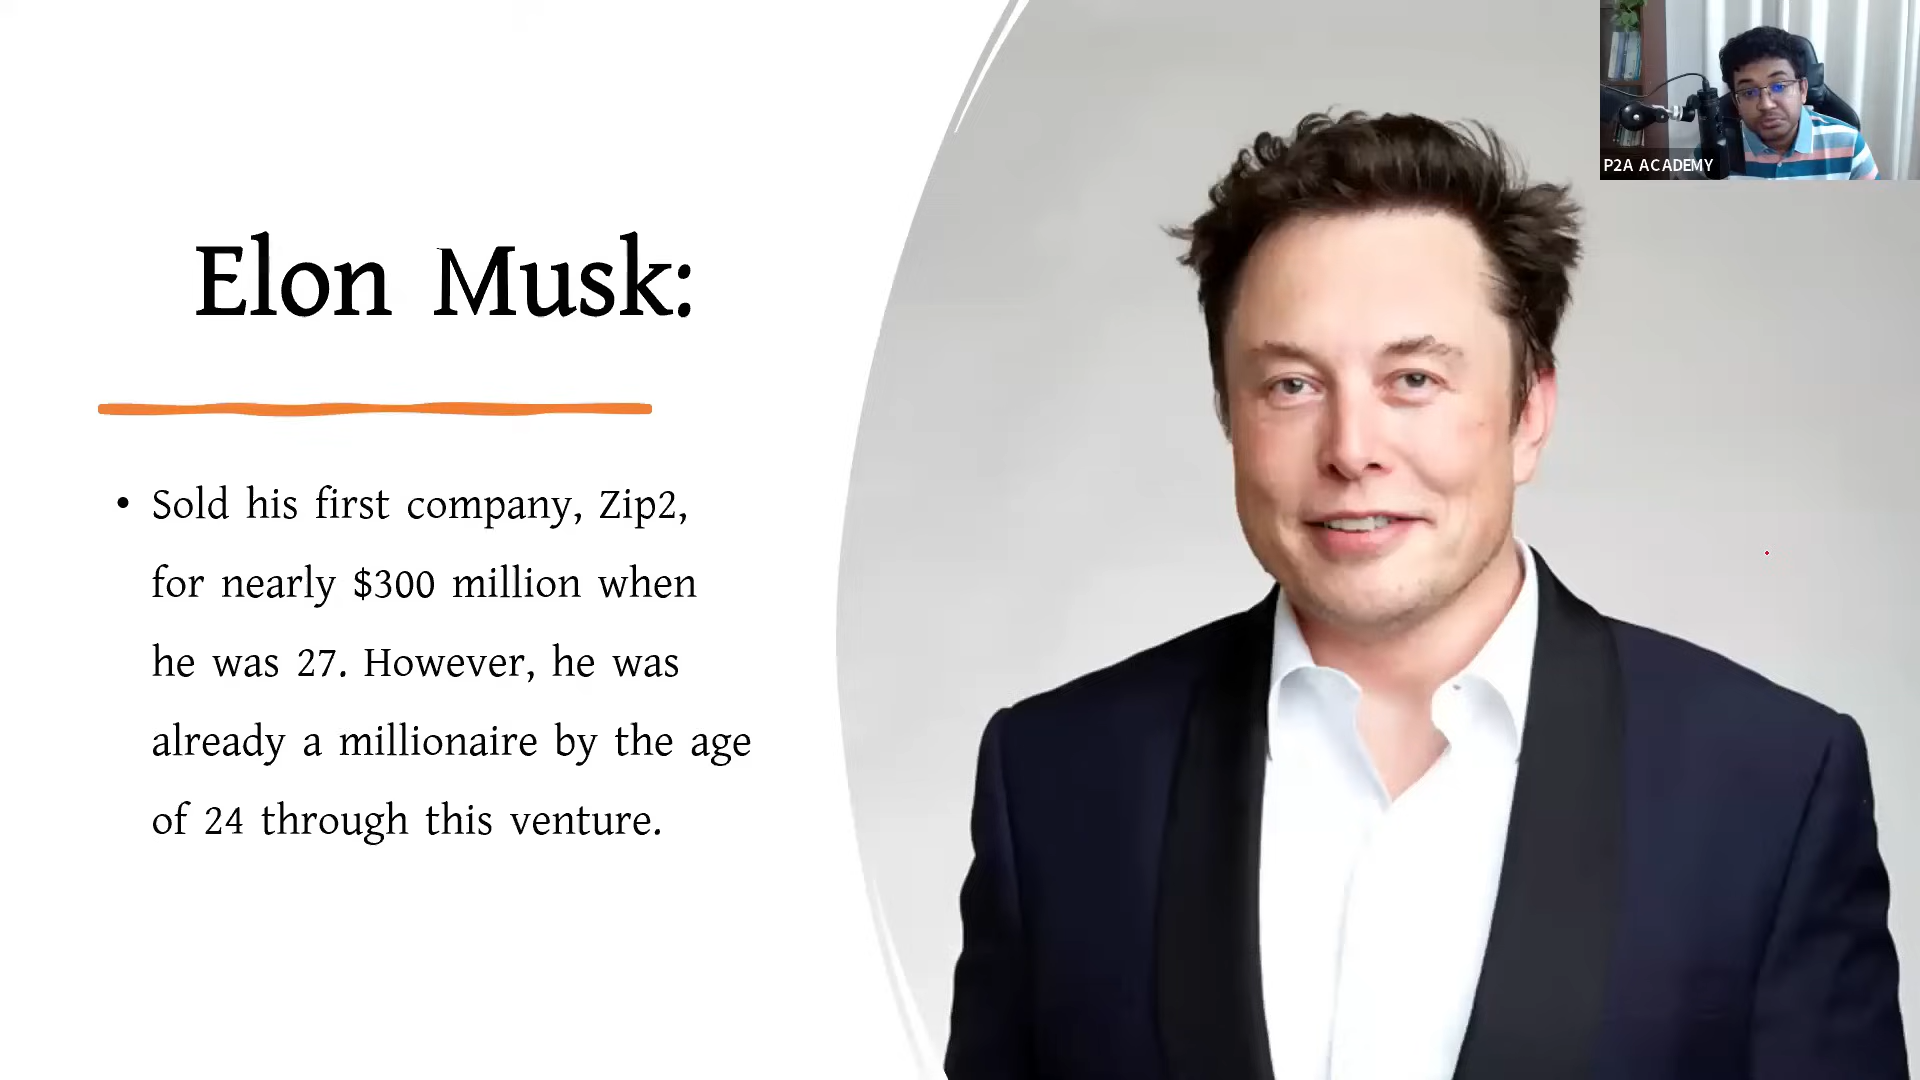 P2A ACADEMY
Elon Musk:
• Sold his first company, Zip2,
for nearly $300 million when
he was 27. However, he was
already a millionaire by the age
of 24 through this venture.